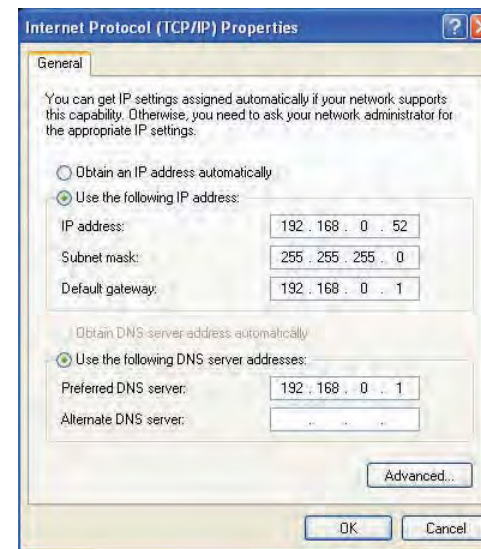 Internet Protocol (TCP/IP) Properties
General
You can get IP settings assigned automatically if your network supports
this capability. Otherwise, you need to ask your network administrator for
the appropriate IP settings.
Obtain an IP address automatically
Use the following IP address:
IP address: 192 . 168 . 0 . 52
Subnet mask: 255 . 255 . 255 . 0
Default gateway: 192 . 168 . 0 . 1
Obtain DNS server address automatically
Use the following DNS server addresses:
Preferred DNS server: 192 . 168 . 0 . 1
Alternate DNS server: . . .
Advanced...
OK Cancel